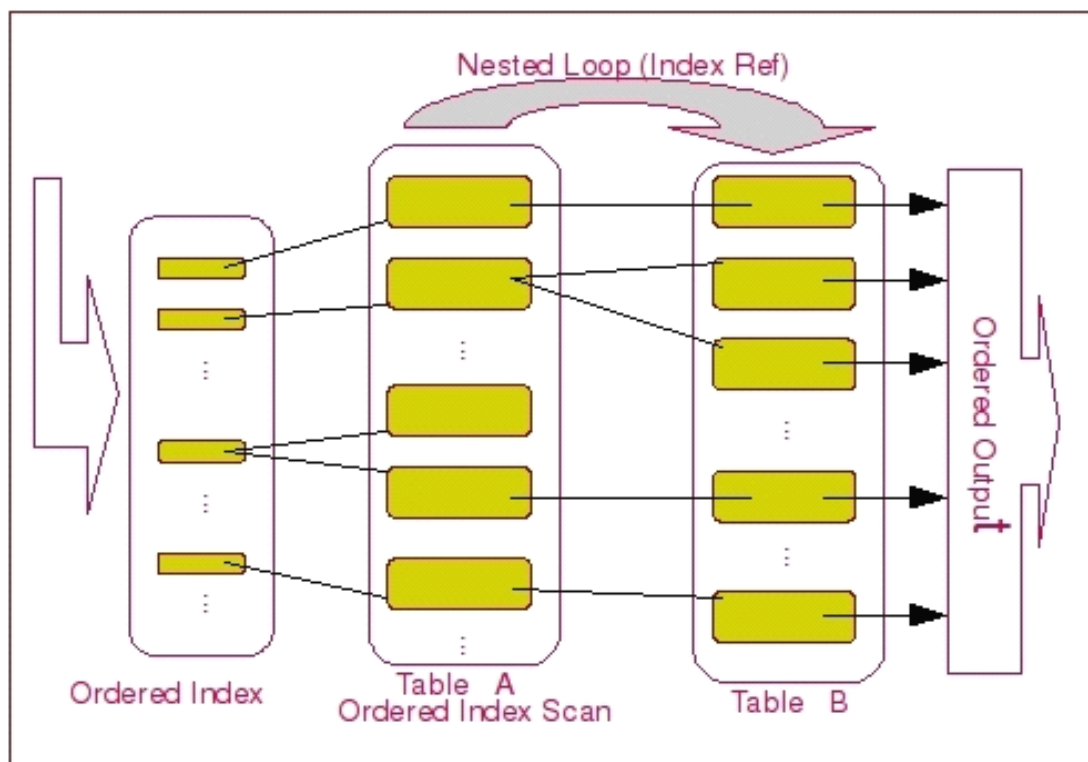 Nested Loop (Index Ref)
Ordered Index
Table A
Ordered Index Scan
Table B
Ordered Output